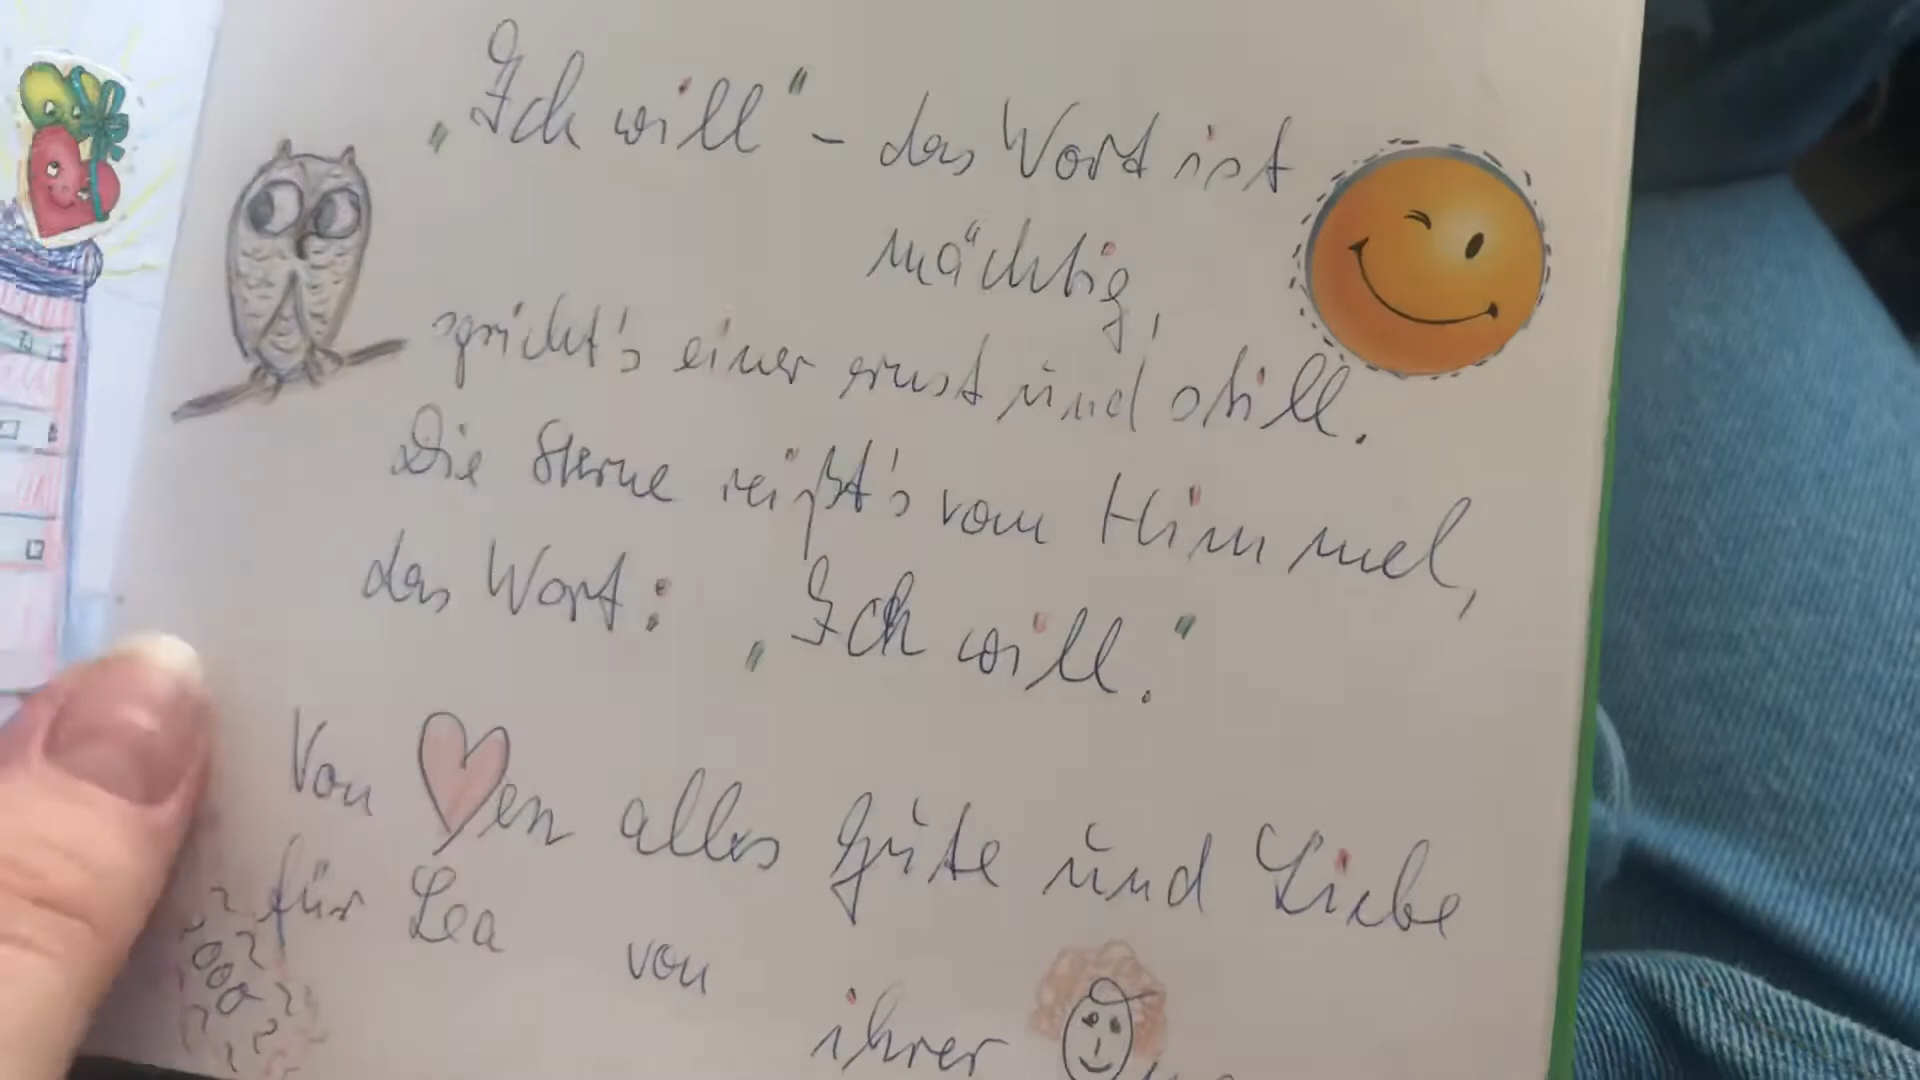 „Ich will" – das Wort ist
mächtig,
spricht's einer ernst und still.
Die Sterne reißt's vom Himmel,
das Wort: „Ich will."
Von en alles Gute und Liebe
für Lea
von
ihrer